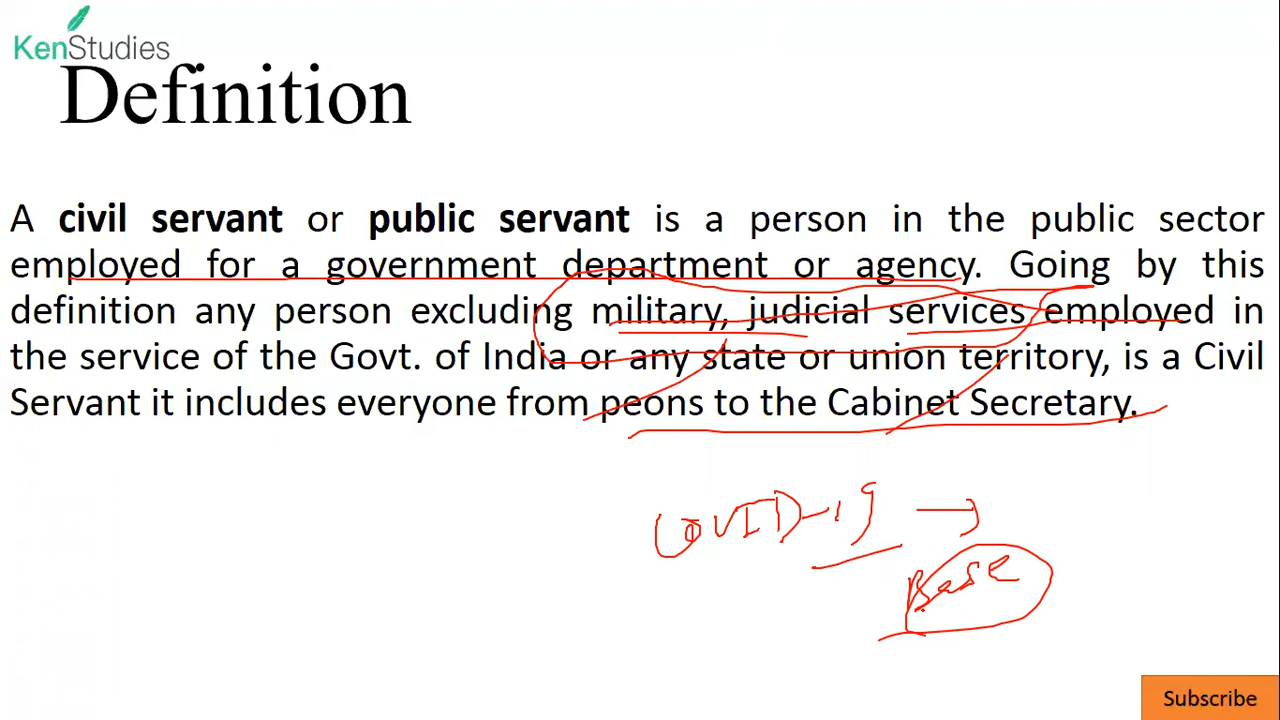 KenStudies
Definition
A civil servant or public servant is a person in the public sector
employed for a government department or agency. Going by this
definition any person excluding military, judicial services employed in
the service of the Govt. of India or any state or union territory, is a Civil
Servant it includes everyone from peons to the Cabinet Secretary.
COVID-19 →
Base
Subscribe